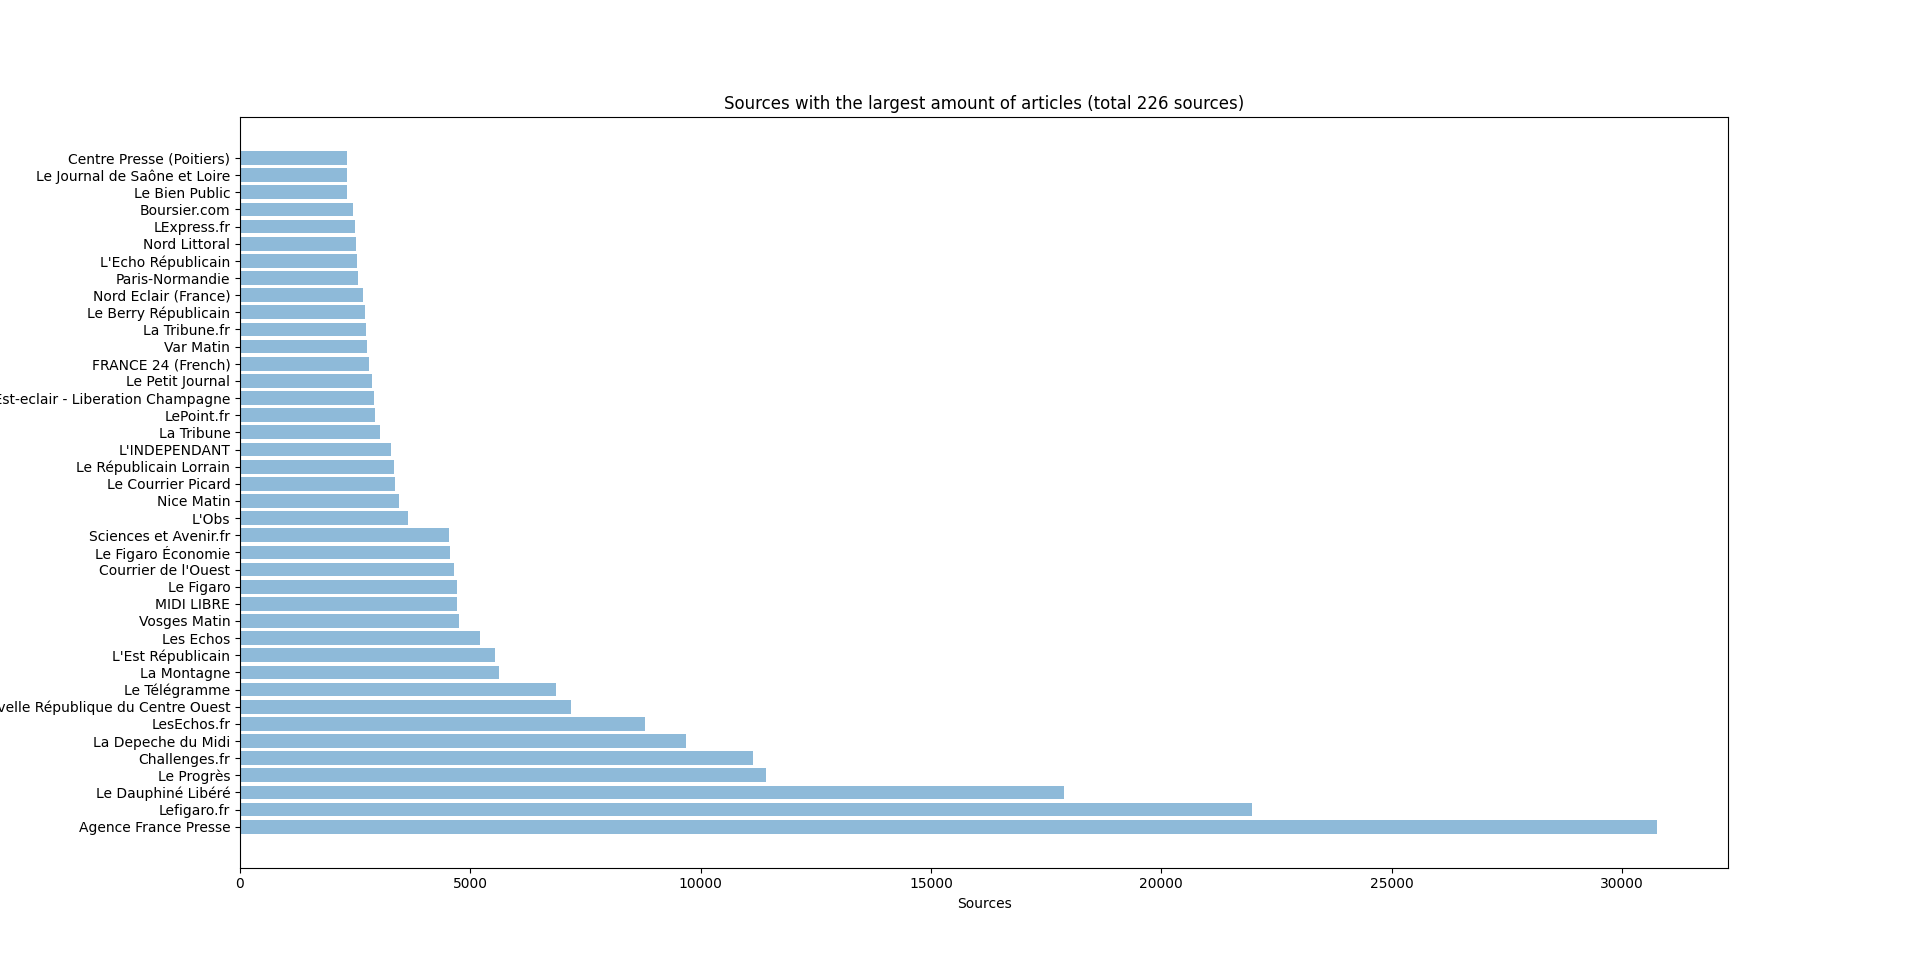 Sources with the largest amount of articles (total 226 sources)
Centre Presse (Poitiers)
Le Journal de Saône et Loire
Le Bien Public
Boursier.com
LExpress.fr
Nord Littoral
L'Echo Républicain
Paris-Normandie
Nord Eclair (France)
Le Berry Républicain
La Tribune.fr
Var Matin
FRANCE 24 (French)
Le Petit Journal
Est-eclair - Liberation Champagne
LePoint.fr
La Tribune
L'INDEPENDANT
Le Républicain Lorrain
Le Courrier Picard
Nice Matin
L'Obs
Sciences et Avenir.fr
Le Figaro Économie
Courrier de l'Ouest
Le Figaro
MIDI LIBRE
Vosges Matin
Les Echos
L'Est Républicain
La Montagne
Le Télégramme
velle République du Centre Ouest
LesEchos.fr
La Depeche du Midi
Challenges.fr
Le Progrès
Le Dauphiné Libéré
Lefigaro.fr
Agence France Presse
0 5000 10000 15000 20000 25000 30000
Sources